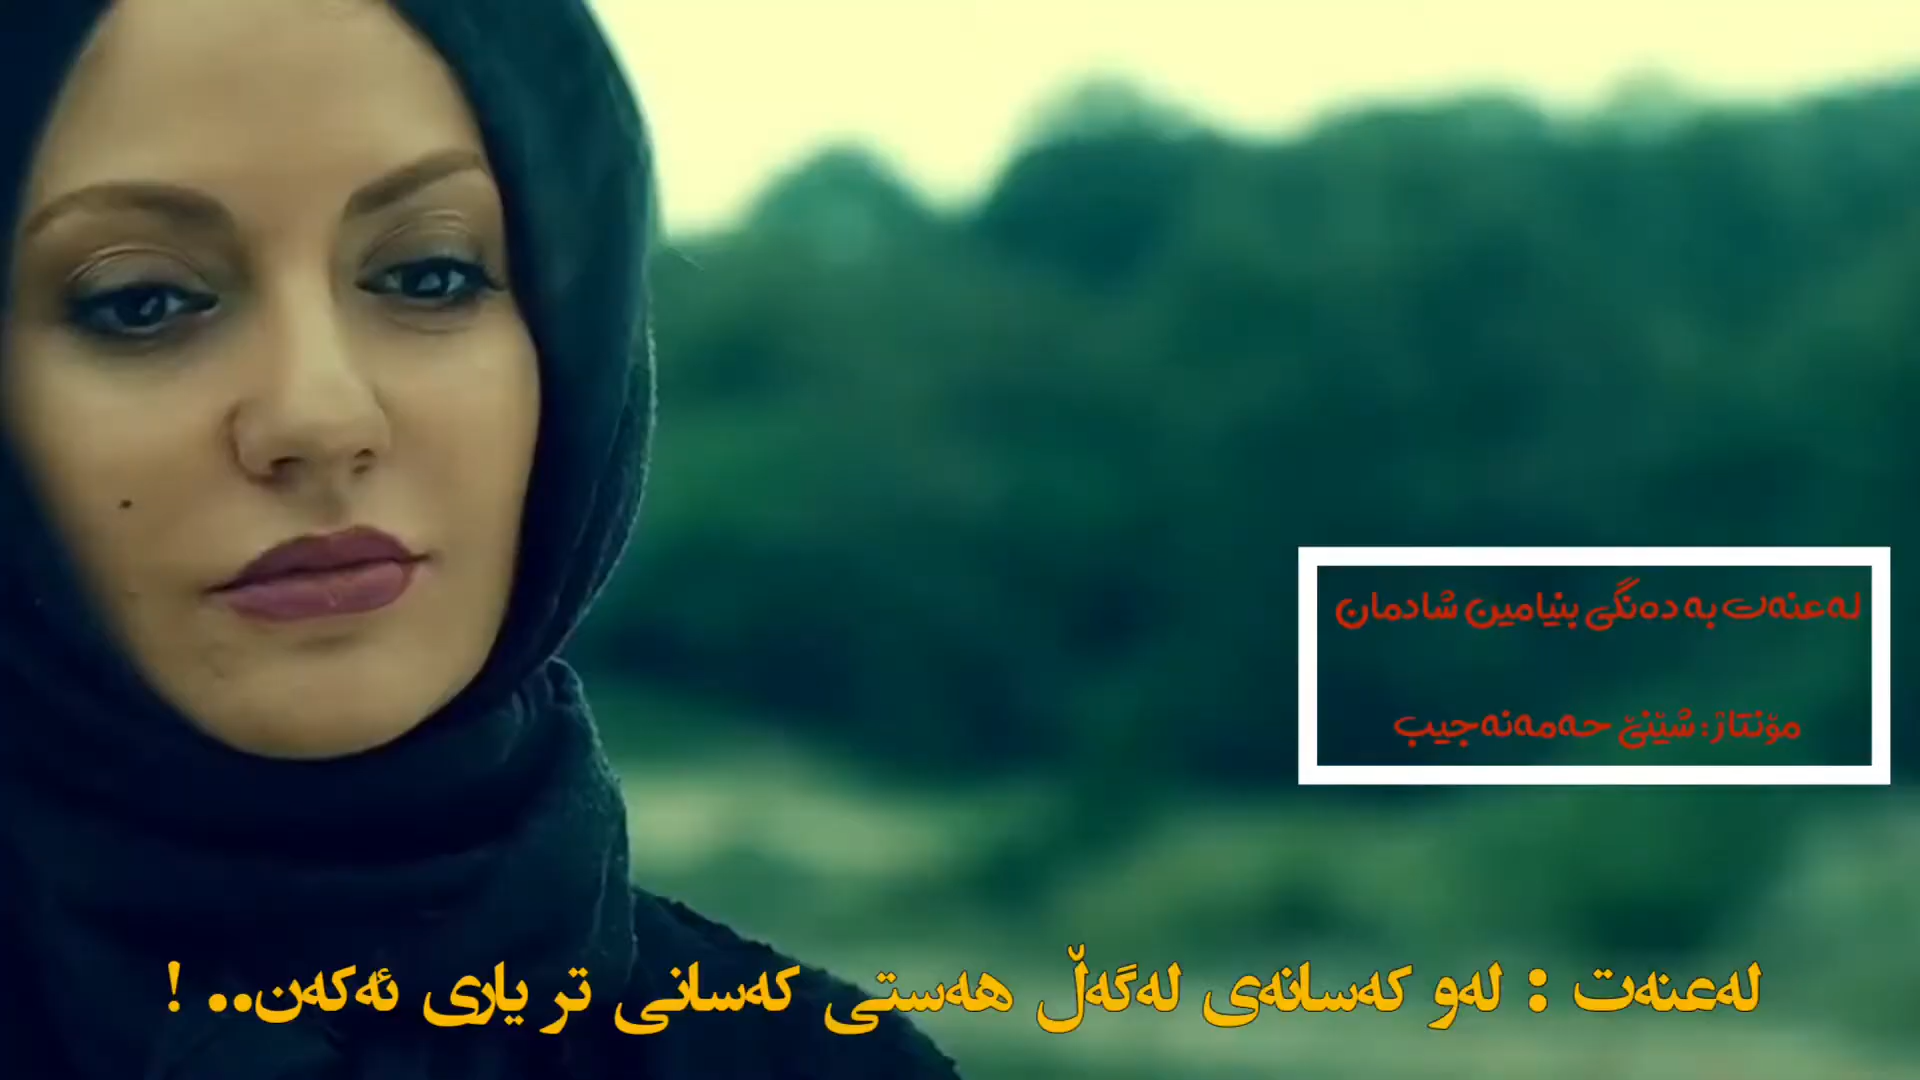 لەعنەت بە دەنگی بنیامین شادمان
مۆنتاژ: شێنێ حەمەنەجیب
لەعنەت : لەو کەسانەی لەگەڵ هەستی کەسانی تر یاری ئەکەن.. !